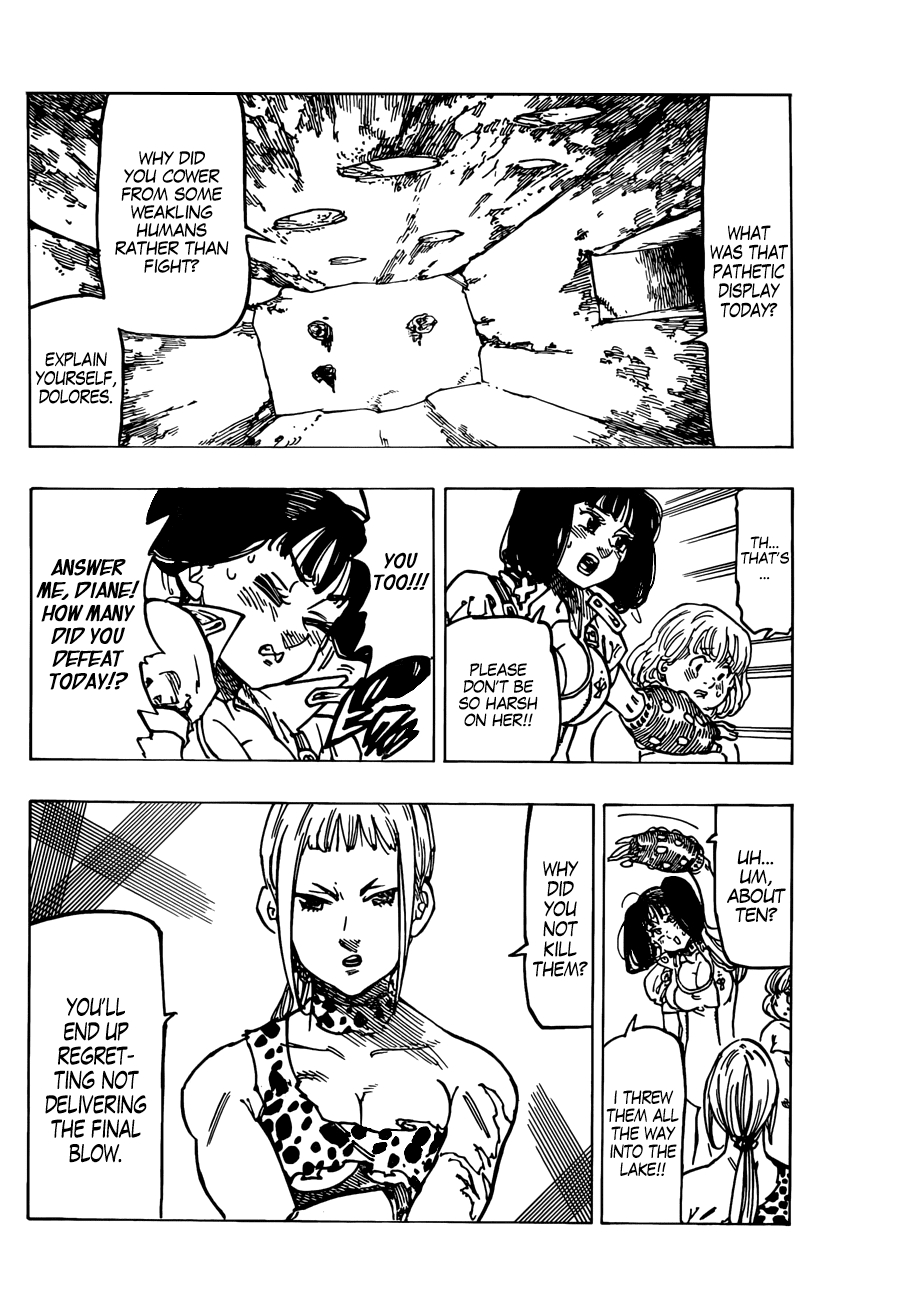 WHAT
WAS THAT
PATHETIC
DISPLAY
TODAY?
WHY DID
YOU COWER
FROM SOME
WEAKLING
HUMANS
RATHER THAN
FIGHT?
EXPLAIN
YOURSELF,
DOLORES.
TH...
THAT'S
...
PLEASE
DON'T BE
SO HARSH
ON HER!!
YOU
TOO!!!
ANSWER
ME, DIANE!
HOW MANY
DID YOU
DEFEAT
TODAY!?
UH...
UM,
ABOUT
TEN?
I THREW
THEM ALL
THE WAY
INTO THE
LAKE!!
WHY
DID
YOU
NOT
KILL
THEM?
YOU'LL
END UP
REGRET-
TING NOT
DELIVERING
THE FINAL
BLOW.